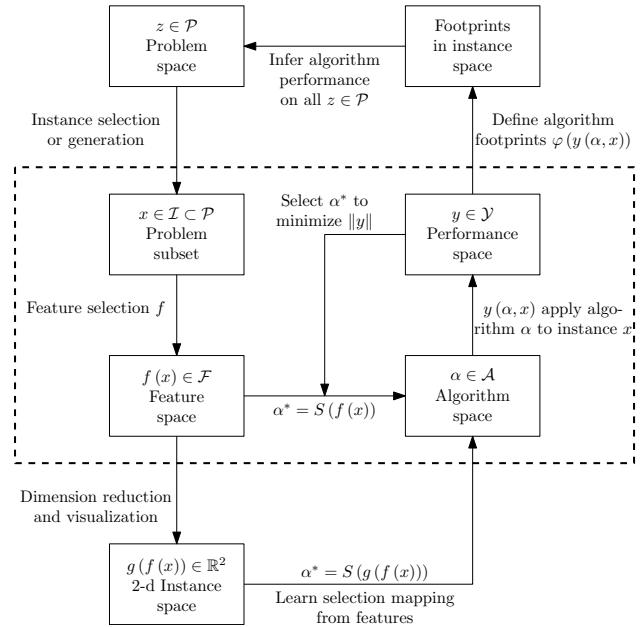 z ∈ 𝒫
Problem
space
Footprints
in instance
space
Infer algorithm
performance
on all z ∈ 𝒫
Instance selection
or generation
Define algorithm
footprints φ (y (α, x))
x ∈ ℐ ⊂ 𝒫
Problem
subset
Select α* to
minimize ‖y‖
y ∈ 𝒴
Performance
space
Feature selection f
y (α, x) apply algo-
rithm α to instance x
f (x) ∈ ℱ
Feature
space
α* = S (f (x))
α ∈ 𝒜
Algorithm
space
Dimension reduction
and visualization
g (f (x)) ∈ ℝ²
2-d Instance
space
α* = S (g (f (x)))
Learn selection mapping
from features